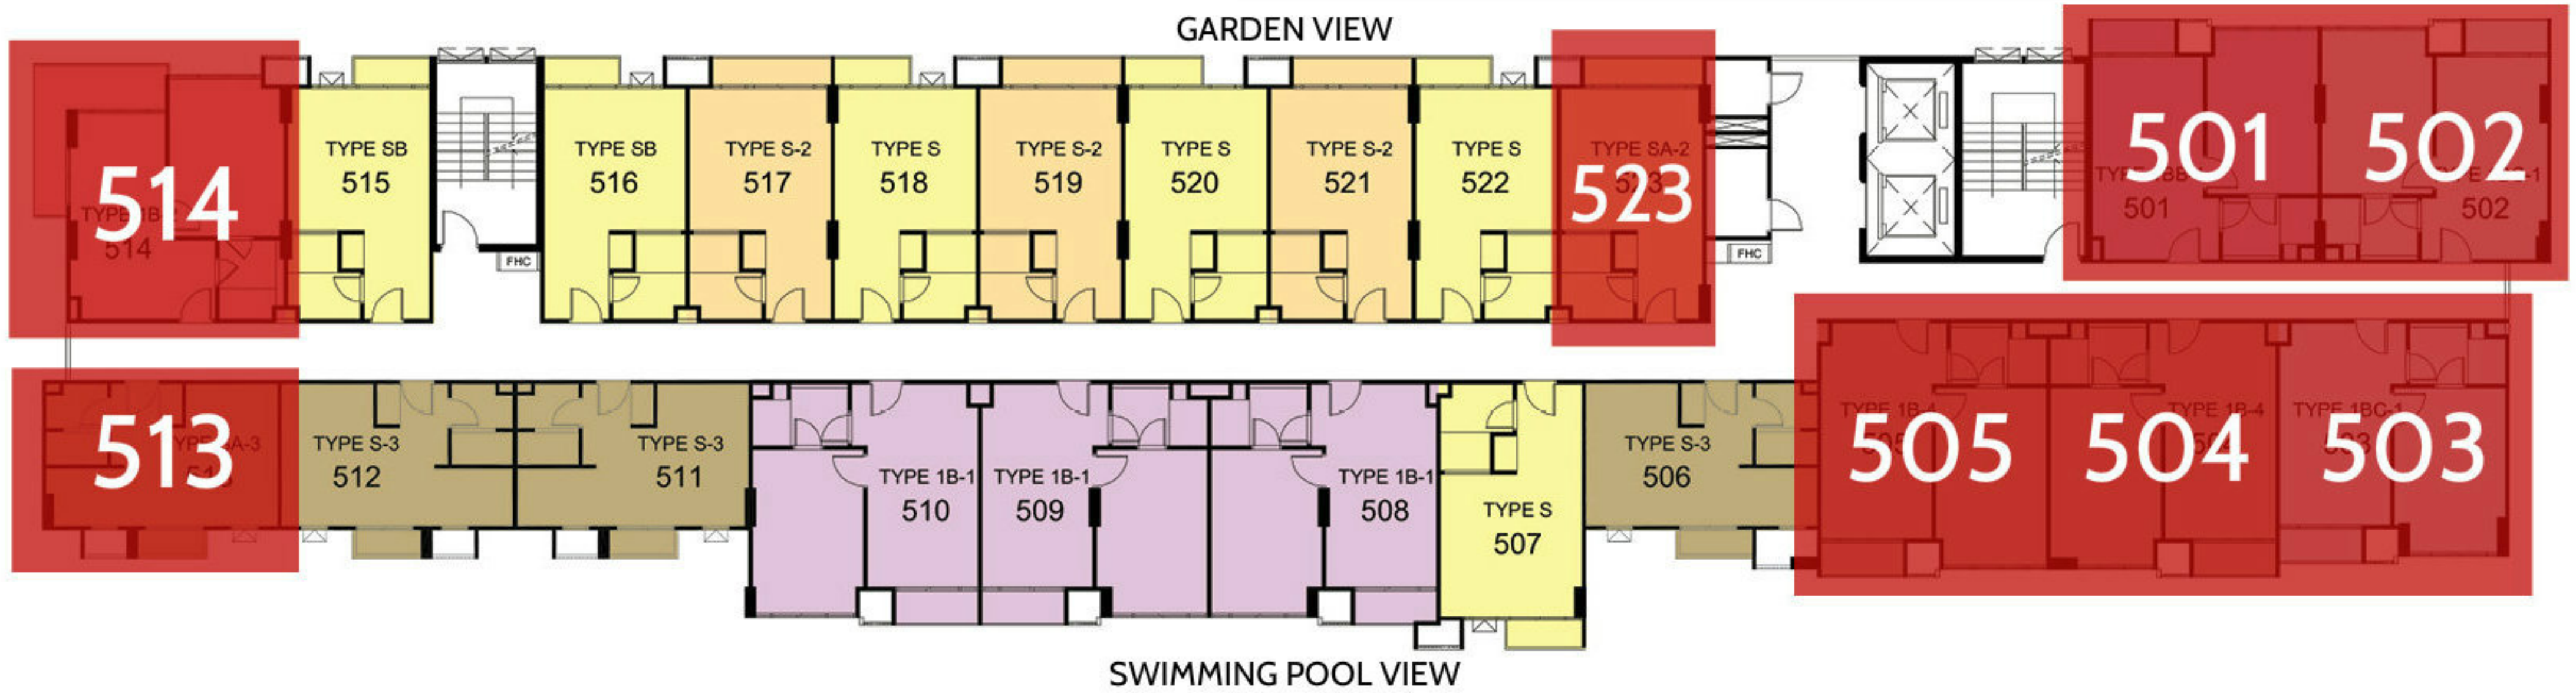 GARDEN VIEW
514
TYPE SB
515
FHC
TYPE SB
516
TYPE S-2
517
TYPE S
518
TYPE S-2
519
TYPE S
520
TYPE S-2
521
TYPE S
522
TYPE SA-2
523
FHC
501
501
502
502
514
513
TYPE S-3
512
TYPE S-3
511
TYPE 1B-1
510
TYPE 1B-1
509
TYPE 1B-1
508
TYPE S
507
TYPE S-3
506
TYPE 1B-4
505
TYPE 1B-4
504
TYPE 1BC-1
503
SWIMMING POOL VIEW